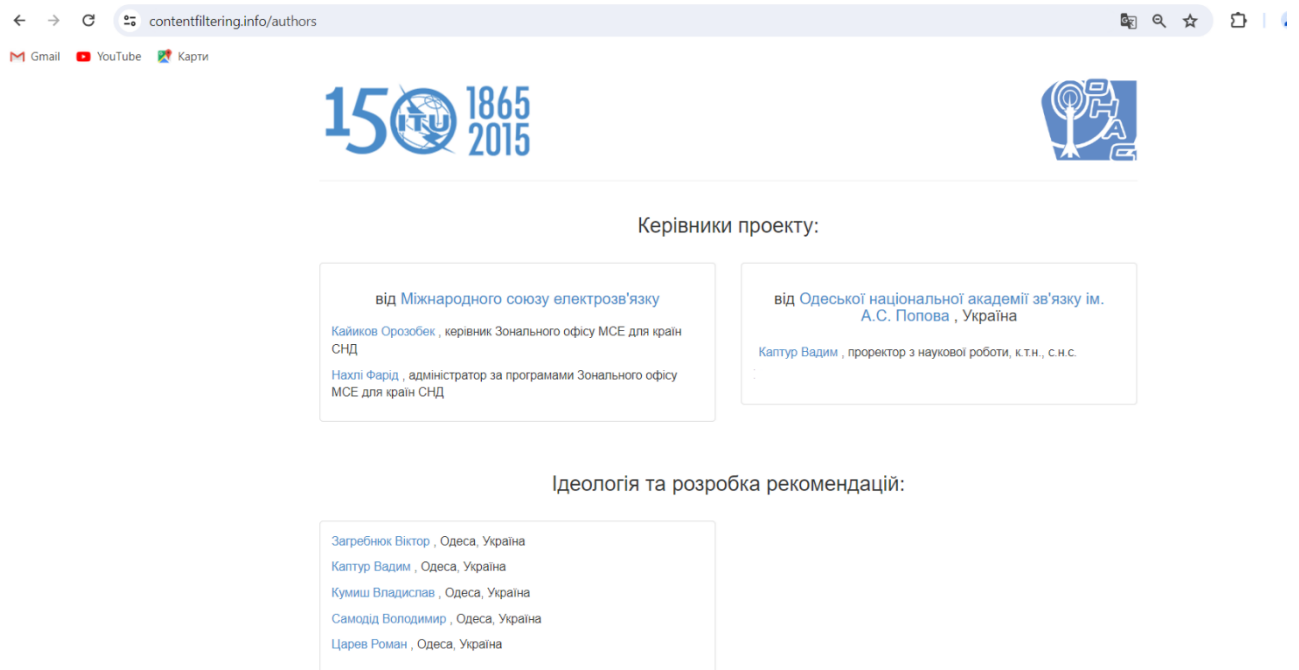 contentfiltering.info/authors
Gmail YouTube Карти
150 ITU 1865 2015
ОНАЗ
Керівники проекту:
від Міжнародного союзу електрозв'язку
Кайиков Орозобек , керівник Зонального офісу МСЕ для країн
СНД
Нахлі Фарід , адміністратор за програмами Зонального офісу
МСЕ для країн СНД
від Одеської національної академії зв'язку ім.
А.С. Попова , Україна
Каптур Вадим , проректор з наукової роботи, к.т.н., с.н.с.
Ідеологія та розробка рекомендацій:
Загребнюк Віктор , Одеса, Україна
Каптур Вадим , Одеса, Україна
Кумиш Владислав , Одеса, Україна
Самодід Володимир , Одеса, Україна
Царев Роман , Одеса, Україна